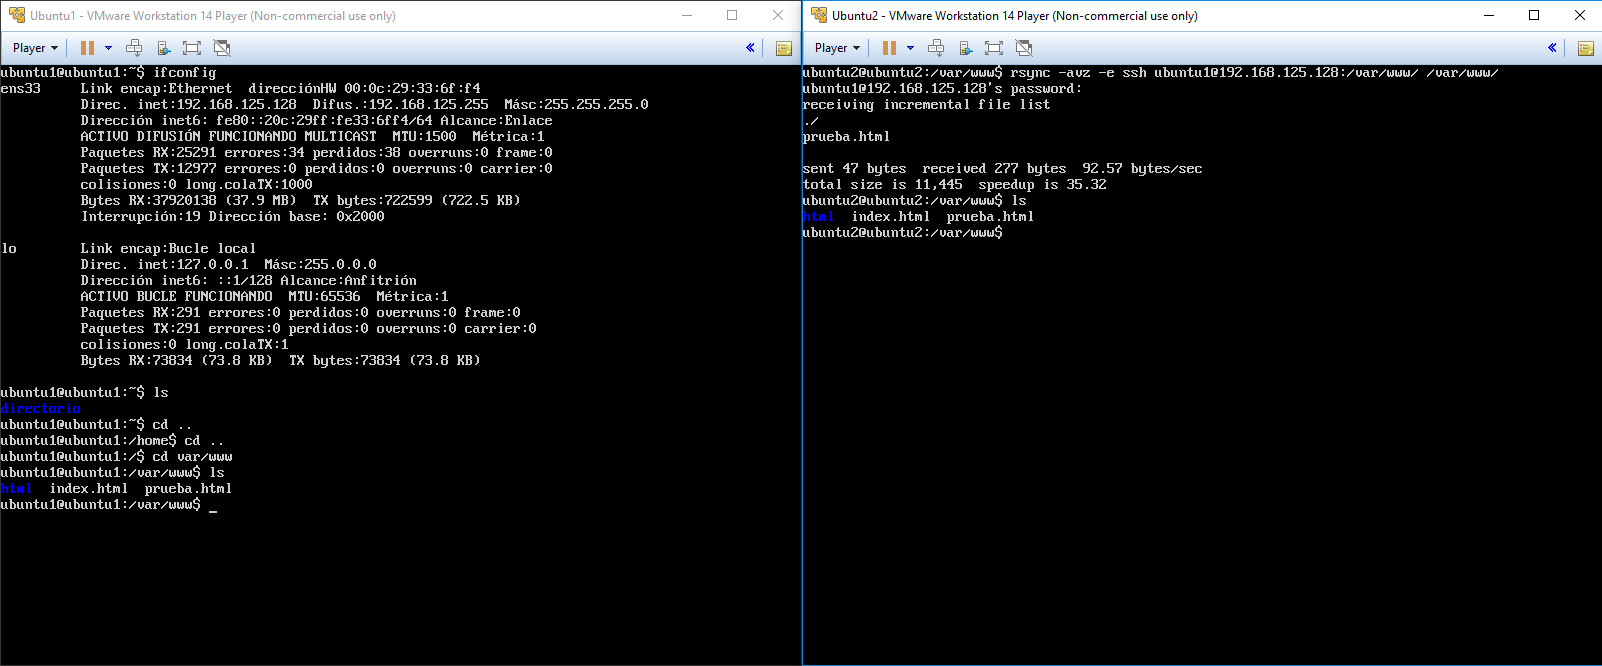 Ubuntu1 - VMware Workstation 14 Player (Non-commercial use only)
Player
ubuntu1@ubuntu1:~$ ifconfig
ens33     Link encap:Ethernet  direcciónHW 00:0c:29:33:6f:f4
          Direc. inet:192.168.125.128  Difus.:192.168.125.255  Másc:255.255.255.0
          Dirección inet6: fe80::20c:29ff:fe33:6ff4/64 Alcance:Enlace
          ACTIVO DIFUSIÓN FUNCIONANDO MULTICAST  MTU:1500  Métrica:1
          Paquetes RX:25291 errores:34 perdidos:38 overruns:0 frame:0
          Paquetes TX:12977 errores:0 perdidos:0 overruns:0 carrier:0
          colisiones:0 long.colaTX:1000
          Bytes RX:37920138 (37.9 MB)  TX bytes:722599 (722.5 KB)
          Interrupción:19 Dirección base: 0x2000
lo        Link encap:Bucle local
          Direc. inet:127.0.0.1  Másc:255.0.0.0
          Dirección inet6: ::1/128 Alcance:Anfitrión
          ACTIVO BUCLE FUNCIONANDO  MTU:65536  Métrica:1
          Paquetes RX:291 errores:0 perdidos:0 overruns:0 frame:0
          Paquetes TX:291 errores:0 perdidos:0 overruns:0 carrier:0
          colisiones:0 long.colaTX:1
          Bytes RX:73834 (73.8 KB)  TX bytes:73834 (73.8 KB)
ubuntu1@ubuntu1:~$ ls
directorio
ubuntu1@ubuntu1:~$ cd ..
ubuntu1@ubuntu1:/home$ cd ..
ubuntu1@ubuntu1:/$ cd var/www
ubuntu1@ubuntu1:/var/www$ ls
html  index.html  prueba.html
ubuntu1@ubuntu1:/var/www$ _
Ubuntu2 - VMware Workstation 14 Player (Non-commercial use only)
Player
ubuntu2@ubuntu2:/var/www$ rsync -avz -e ssh ubuntu1@192.168.125.128:/var/www/ /var/www/
ubuntu1@192.168.125.128's password:
receiving incremental file list
./
prueba.html
sent 47 bytes  received 277 bytes  92.57 bytes/sec
total size is 11,445  speedup is 35.32
ubuntu2@ubuntu2:/var/www$ ls
html  index.html  prueba.html
ubuntu2@ubuntu2:/var/www$